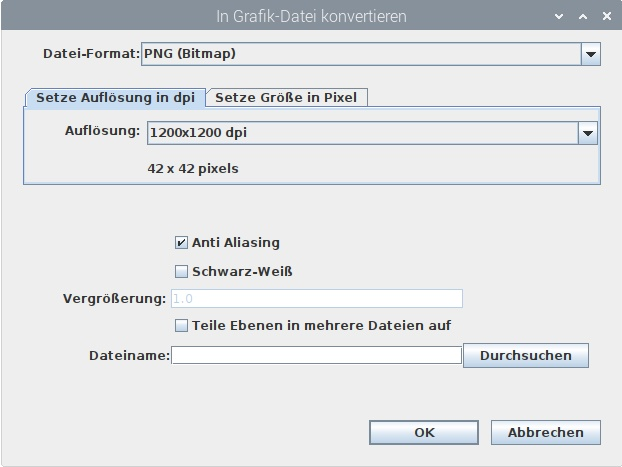 In Grafik-Datei konvertieren
Datei-Format: PNG (Bitmap)
Setze Auflösung in dpi Setze Größe in Pixel
Auflösung: 1200x1200 dpi
42 x 42 pixels
Anti Aliasing
Schwarz-Weiß
Vergrößerung: 1.0
Teile Ebenen in mehrere Dateien auf
Dateiname: Durchsuchen
OK Abbrechen